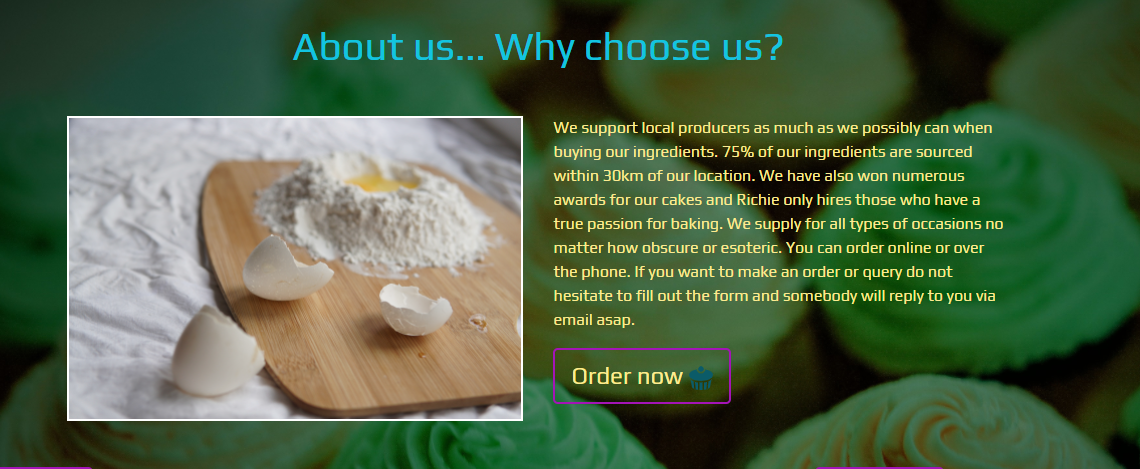 About us... Why choose us?
We support local producers as much as we possibly can when
buying our ingredients. 75% of our ingredients are sourced
within 30km of our location. We have also won numerous
awards for our cakes and Richie only hires those who have a
true passion for baking. We supply for all types of occasions no
matter how obscure or esoteric. You can order online or over
the phone. If you want to make an order or query do not
hesitate to fill out the form and somebody will reply to you via
email asap.
Order now